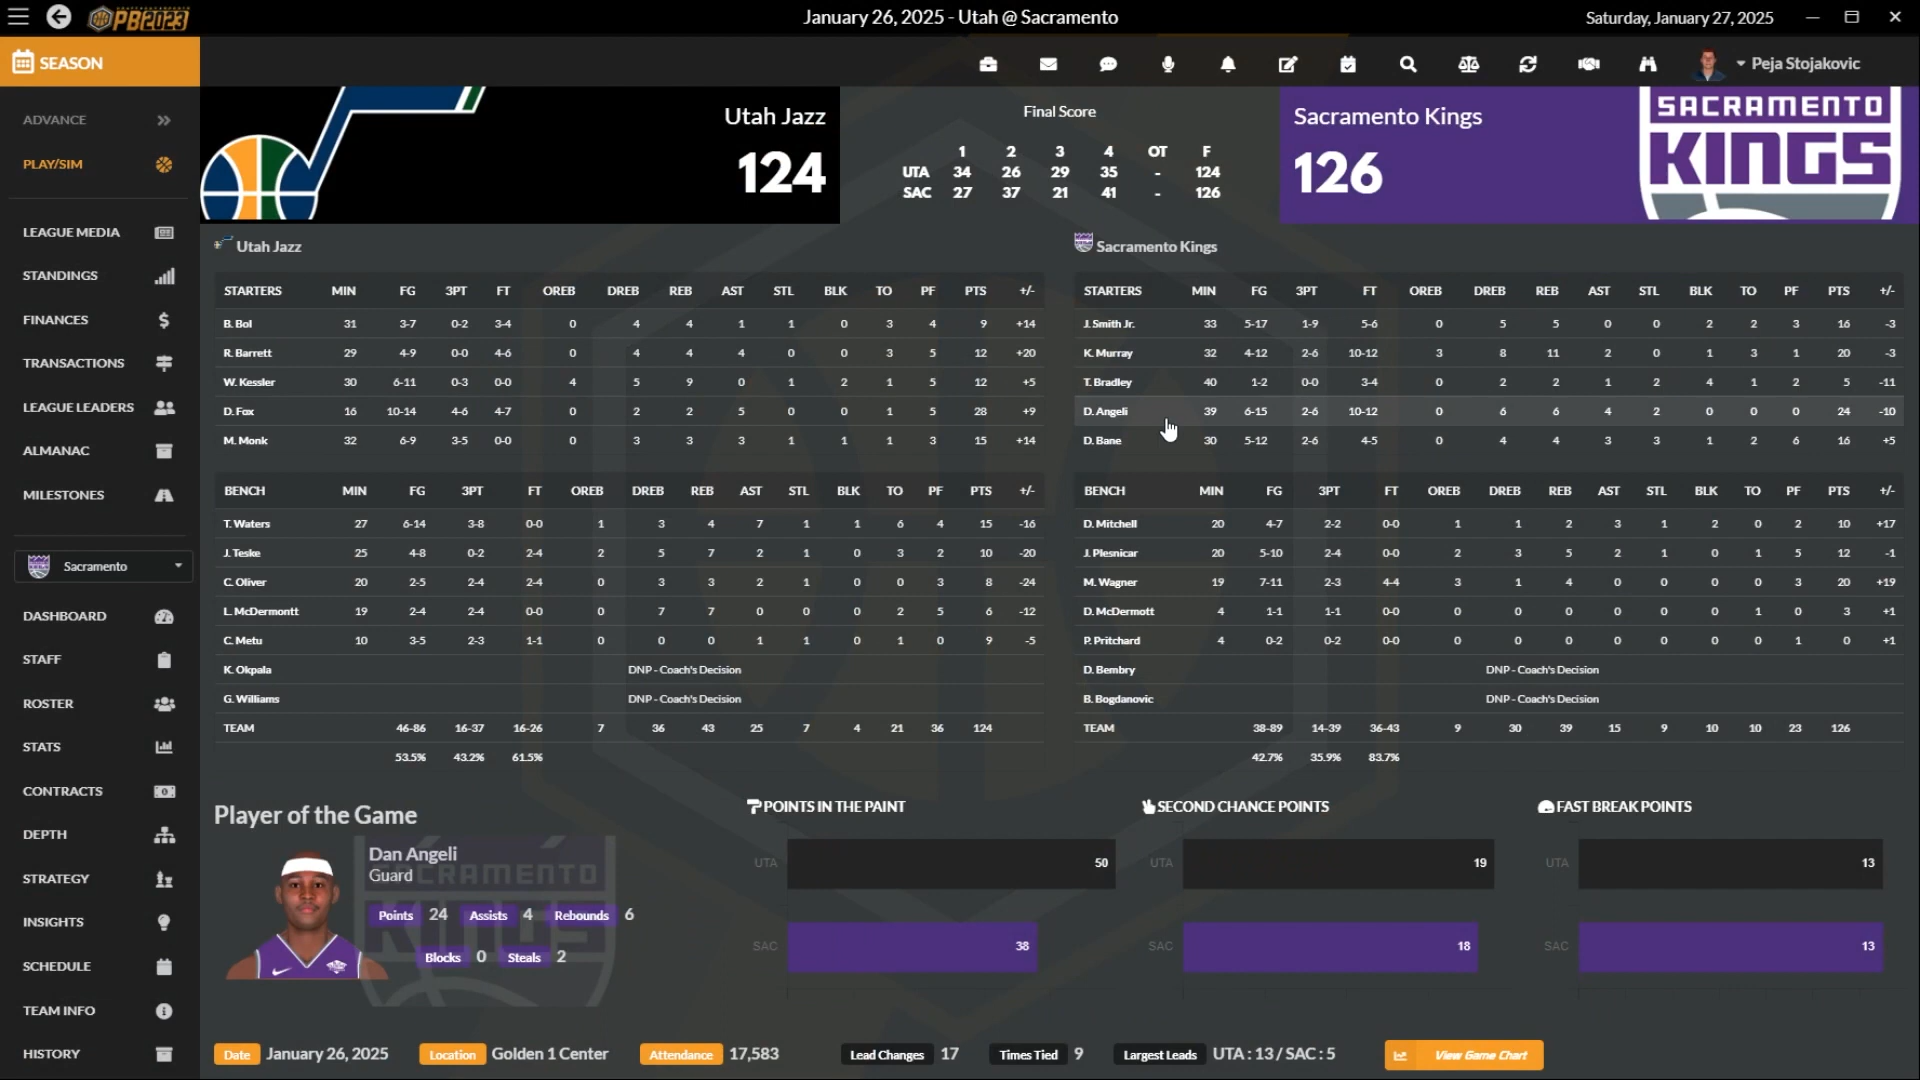 PB2023
January 26, 2025 - Utah @ Sacramento
Saturday, January 27, 2025
SEASON
Peja Stojakovic
ADVANCE
PLAY/SIM
LEAGUE MEDIA
STANDINGS
FINANCES
TRANSACTIONS
LEAGUE LEADERS
ALMANAC
MILESTONES
Sacramento
DASHBOARD
STAFF
ROSTER
STATS
CONTRACTS
DEPTH
STRATEGY
INSIGHTS
SCHEDULE
TEAM INFO
HISTORY
Utah Jazz
124
Final Score
1 2 3 4 OT F
UTA 34 26 29 35 - 124
SAC 27 37 21 41 - 126
Sacramento Kings
126
SACRAMENTO
KINGS
Utah Jazz
STARTERS MIN FG 3PT FT OREB DREB REB AST STL BLK TO PF PTS +/-
B. Bol 31 3-7 0-2 3-4 0 4 4 1 1 0 3 4 9 +14
R. Barrett 29 4-9 0-0 4-6 0 4 4 4 0 0 3 5 12 +20
W. Kessler 30 6-11 0-3 0-0 4 5 9 0 1 2 1 5 12 +5
D. Fox 16 10-14 4-6 4-7 0 2 2 5 0 0 1 5 28 +9
M. Monk 32 6-9 3-5 0-0 0 3 3 3 1 1 1 3 15 +14
BENCH MIN FG 3PT FT OREB DREB REB AST STL BLK TO PF PTS +/-
T. Waters 27 6-14 3-8 0-0 1 3 4 7 1 1 6 4 15 -16
J. Teske 25 4-8 0-2 2-4 2 5 7 2 1 0 3 2 10 -20
C. Oliver 20 2-5 2-4 2-4 0 3 3 2 1 0 0 3 8 -24
L. McDermontt 19 2-4 2-4 0-0 0 7 7 0 0 0 2 5 6 -12
C. Metu 10 3-5 2-3 1-1 0 0 0 1 1 0 1 0 9 -5
K. Okpala DNP - Coach's Decision
G. Williams DNP - Coach's Decision
TEAM 46-86 16-37 16-26 7 36 43 25 7 4 21 36 124
53.5% 43.2% 61.5%
Sacramento Kings
STARTERS MIN FG 3PT FT OREB DREB REB AST STL BLK TO PF PTS +/-
J. Smith Jr. 33 5-17 1-9 5-6 0 5 5 0 0 2 2 3 16 -3
K. Murray 32 4-12 2-6 10-12 3 8 11 2 0 1 3 1 20 -3
T. Bradley 40 1-2 0-0 3-4 0 2 2 1 2 4 1 2 5 -11
D. Angeli 39 6-15 2-6 10-12 0 6 6 4 2 0 0 0 24 -10
D. Bane 30 5-12 2-6 4-5 0 4 4 3 3 1 2 6 16 +5
BENCH MIN FG 3PT FT OREB DREB REB AST STL BLK TO PF PTS +/-
D. Mitchell 20 4-7 2-2 0-0 1 1 2 3 1 2 0 2 10 +17
J. Plesnicar 20 5-10 2-4 0-0 2 3 5 2 1 0 1 5 12 -1
M. Wagner 19 7-11 2-3 4-4 3 1 4 0 0 0 0 3 20 +19
D. McDermott 4 1-1 1-1 0-0 0 0 0 0 0 0 1 0 3 +1
P. Pritchard 4 0-2 0-2 0-0 0 0 0 0 0 0 0 1 0 +1
D. Bembry DNP - Coach's Decision
B. Bogdanovic DNP - Coach's Decision
TEAM 38-89 14-39 36-43 9 30 39 15 9 10 10 23 126
42.7% 35.9% 83.7%
Player of the Game
Dan Angeli
Guard
Points 24 Assists 4 Rebounds 6
Blocks 0 Steals 2
SACRAMENTO
KINGS
POINTS IN THE PAINT
UTA 50
SAC 38
SECOND CHANCE POINTS
UTA 19
SAC 18
FAST BREAK POINTS
UTA 13
SAC 13
Date January 26, 2025 Location Golden 1 Center Attendance 17,583 Lead Changes 17 Times Tied 9 Largest Leads UTA : 13 / SAC : 5 View Game Chart